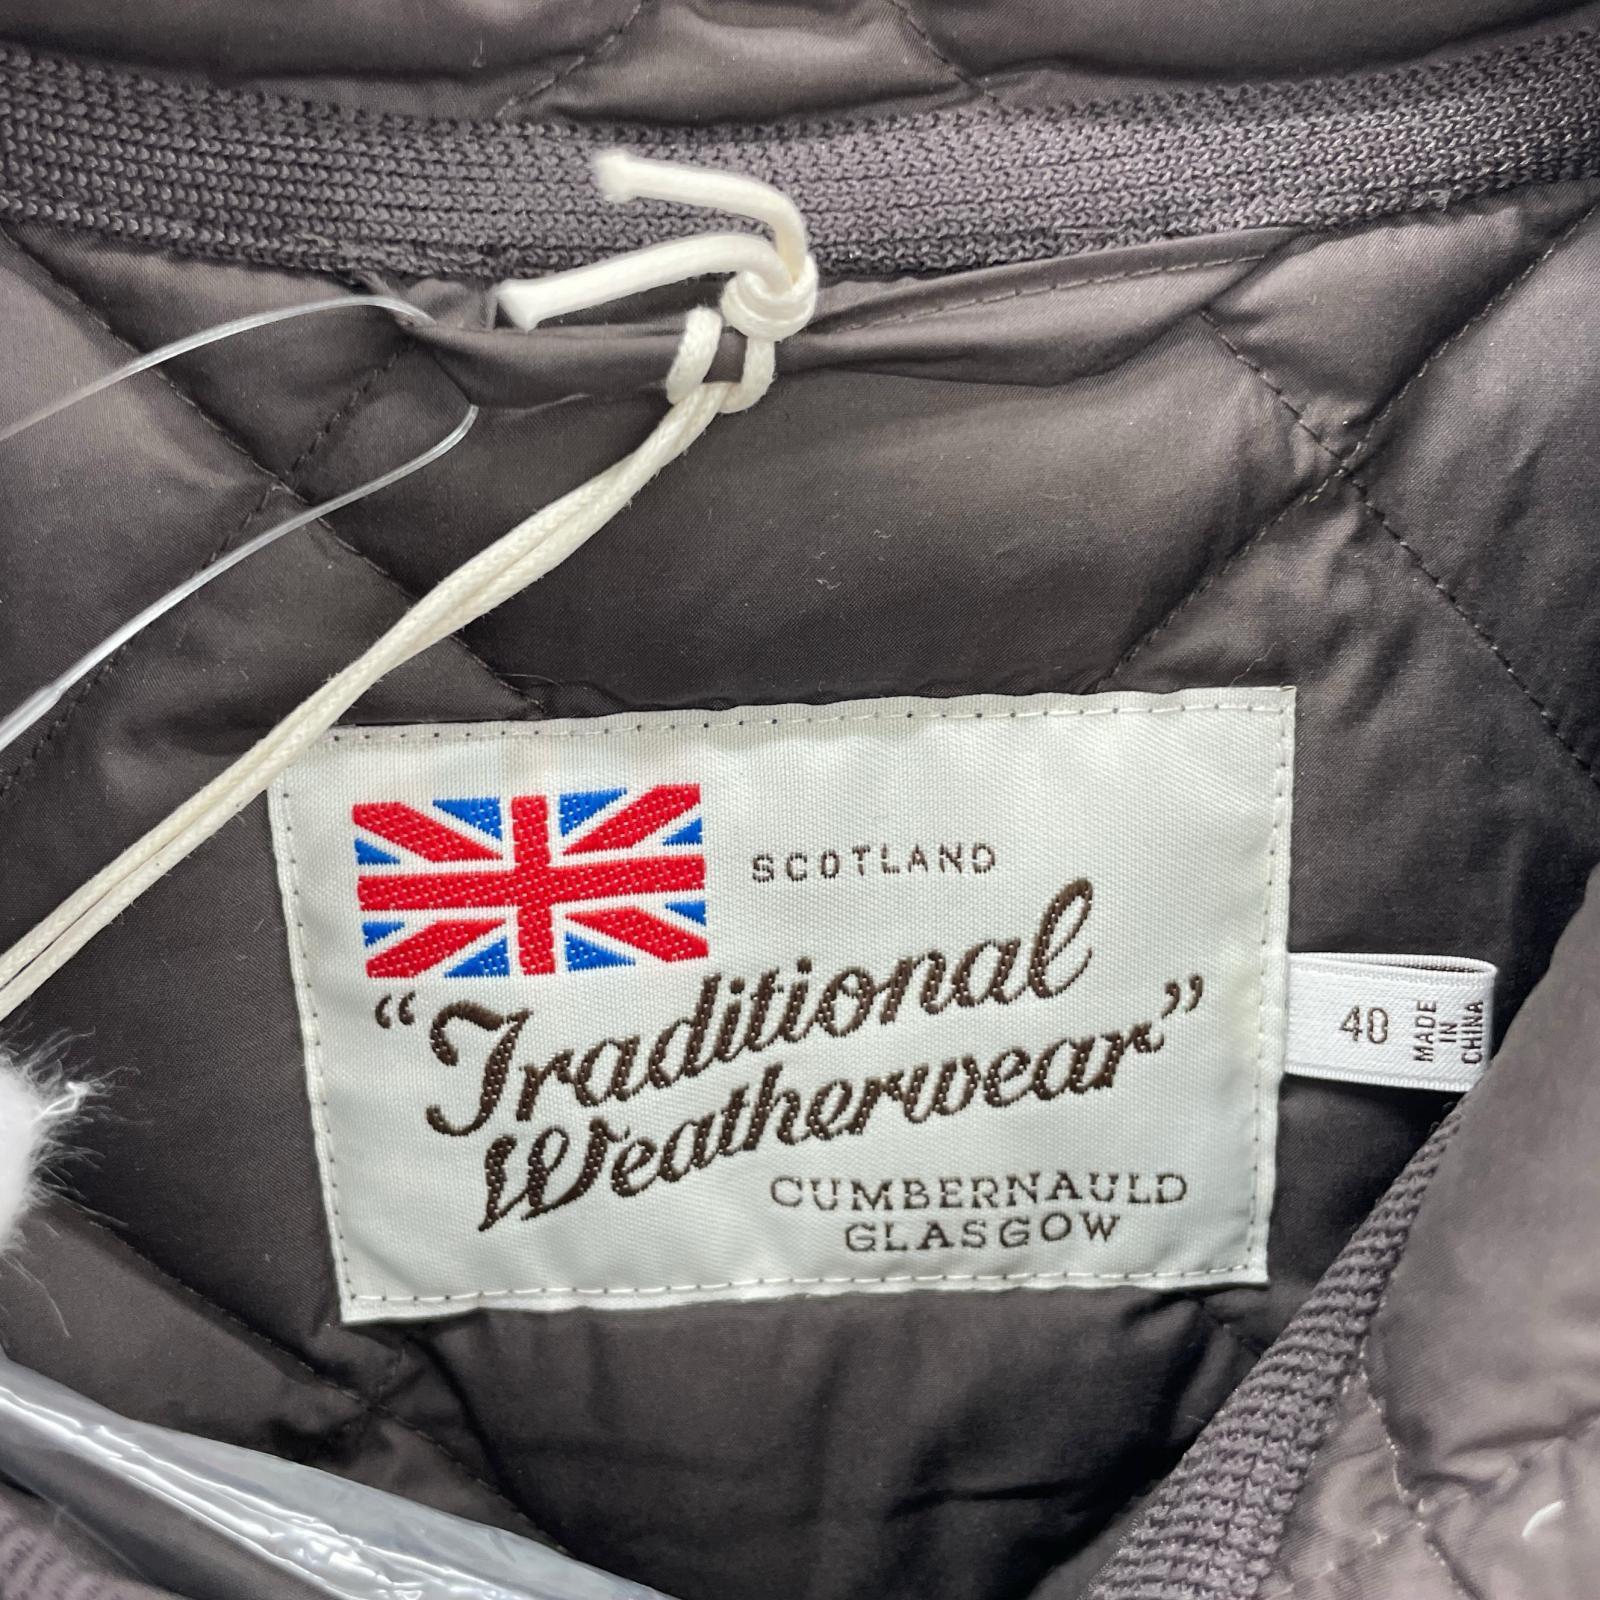 SCOTLAND
“Traditional
Weatherwear”
CUMBERNAULD
GLASGOW
40
MADE
IN
CHINA